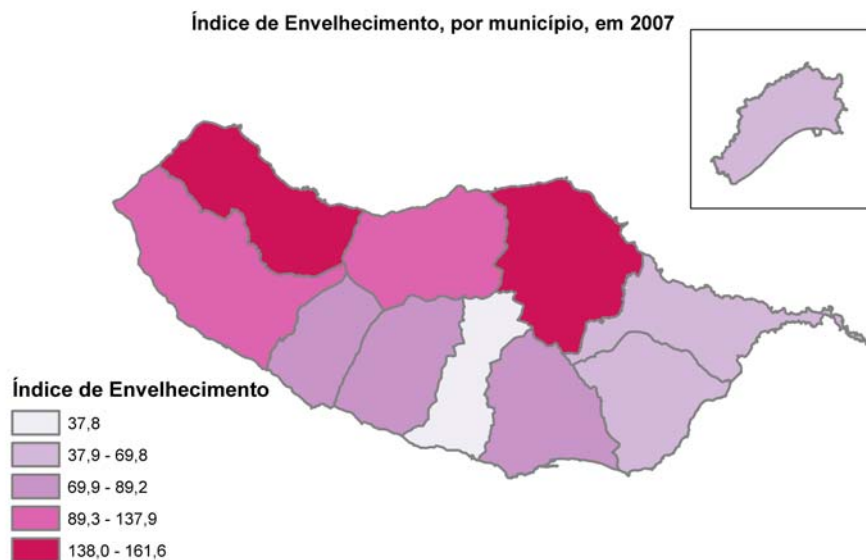 Índice de Envelhecimento, por município, em 2007
Índice de Envelhecimento
37,8
37,9 - 69,8
69,9 - 89,2
89,3 - 137,9
138,0 - 161,6